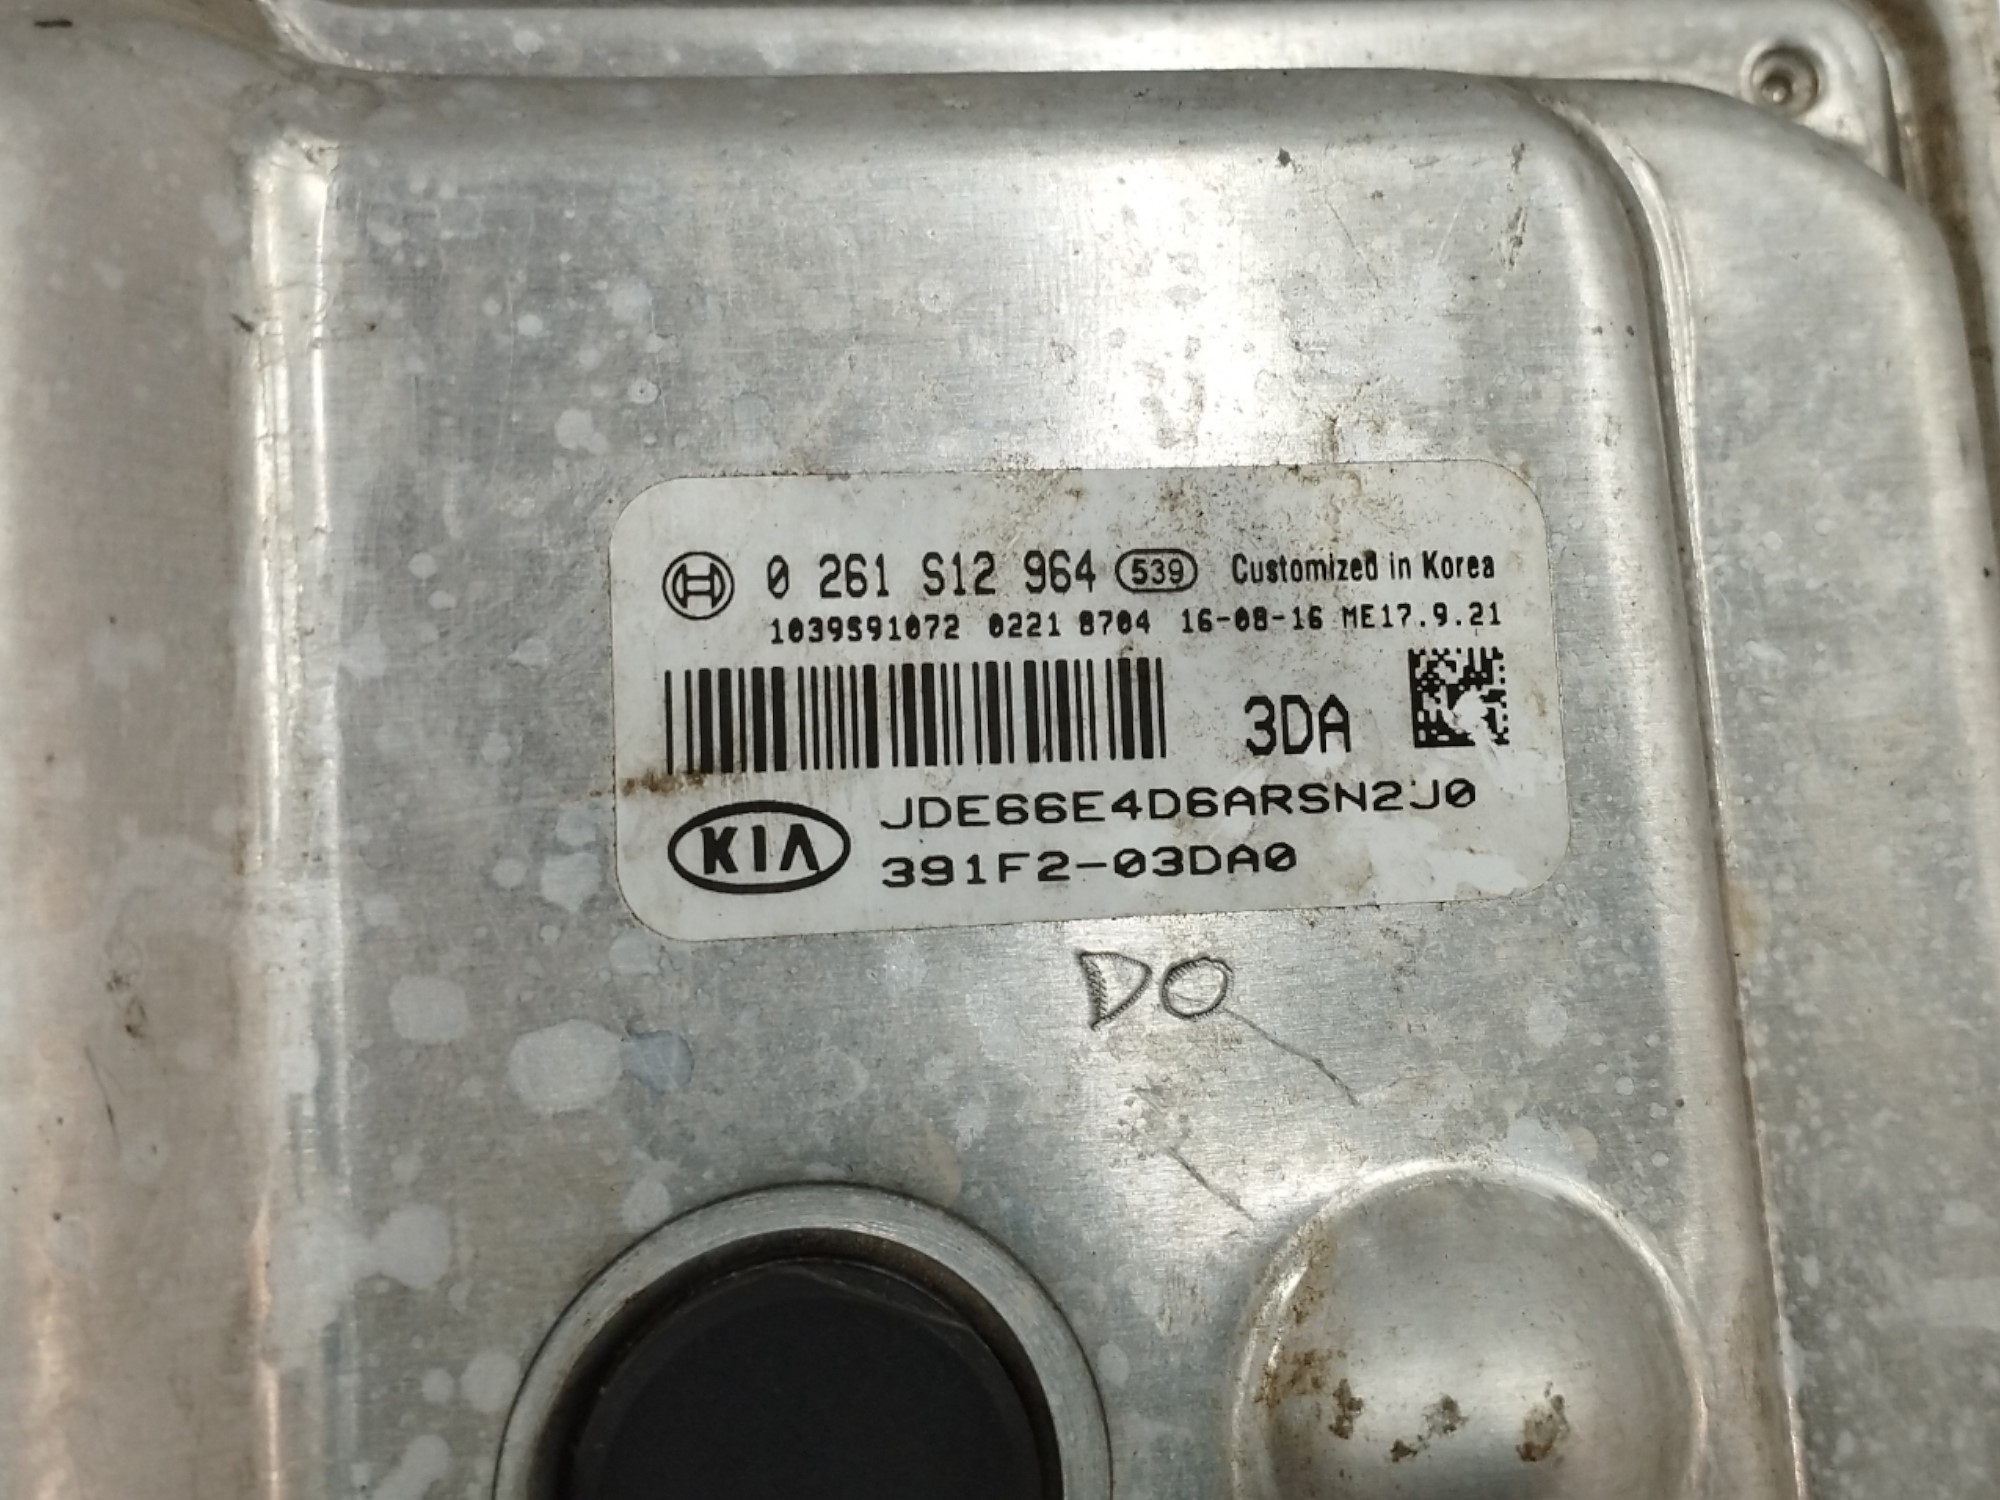 0 261 S12 964 539 Customized in Korea
1039S91072 0221 8704 16-08-16 ME17.9.21
3DA
KIA JDE66E4D6ARSN2J0
391F2-03DA0
DO